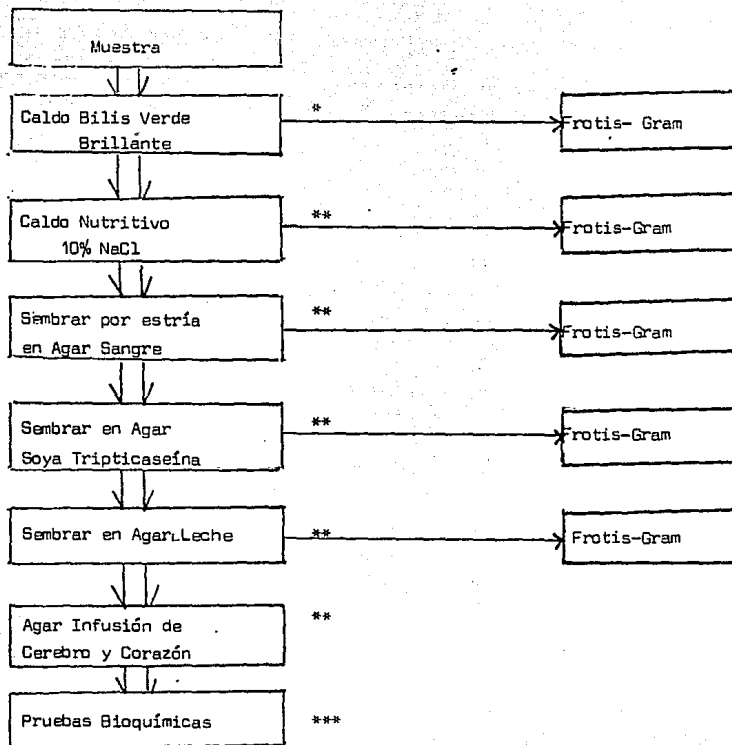 Muestra
Caldo Bilis Verde
Brillante
*
Frotis- Gram
Caldo Nutritivo
10% NaCl
**
Frotis-Gram
Sembrar por estría
en Agar Sangre
**
Frotis-Gram
Sembrar en Agar
Soya Tripticaseína
**
Frotis-Gram
Sembrar en Agar Leche
**
Frotis-Gram
Agar Infusión de
Cerebro y Corazón
**
Pruebas Bioquímicas
***